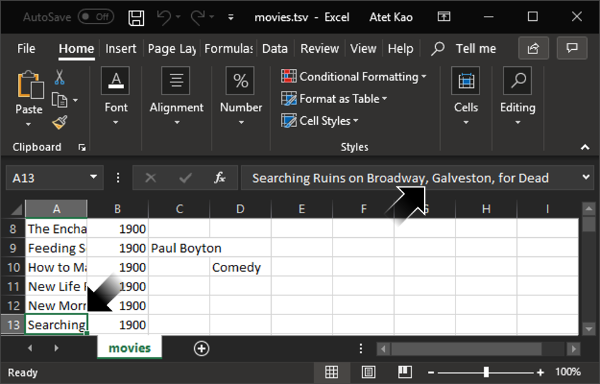 AutoSave Off movies.tsv - Excel Atet Kao
File Home Insert Page Lay Formulas Data Review View Help Tell me
Paste Font Alignment Number Conditional Formatting Format as Table Cell Styles Cells Editing
Clipboard Styles
A13 fx Searching Ruins on Broadway, Galveston, for Dead
A B C D E F G H I
8 The Encha 1900
9 Feeding S 1900 Paul Boyton
10 How to Ma 1900 Comedy
11 New Life 1900
12 New Morn 1900
13 Searching 1900
movies
Ready 100%